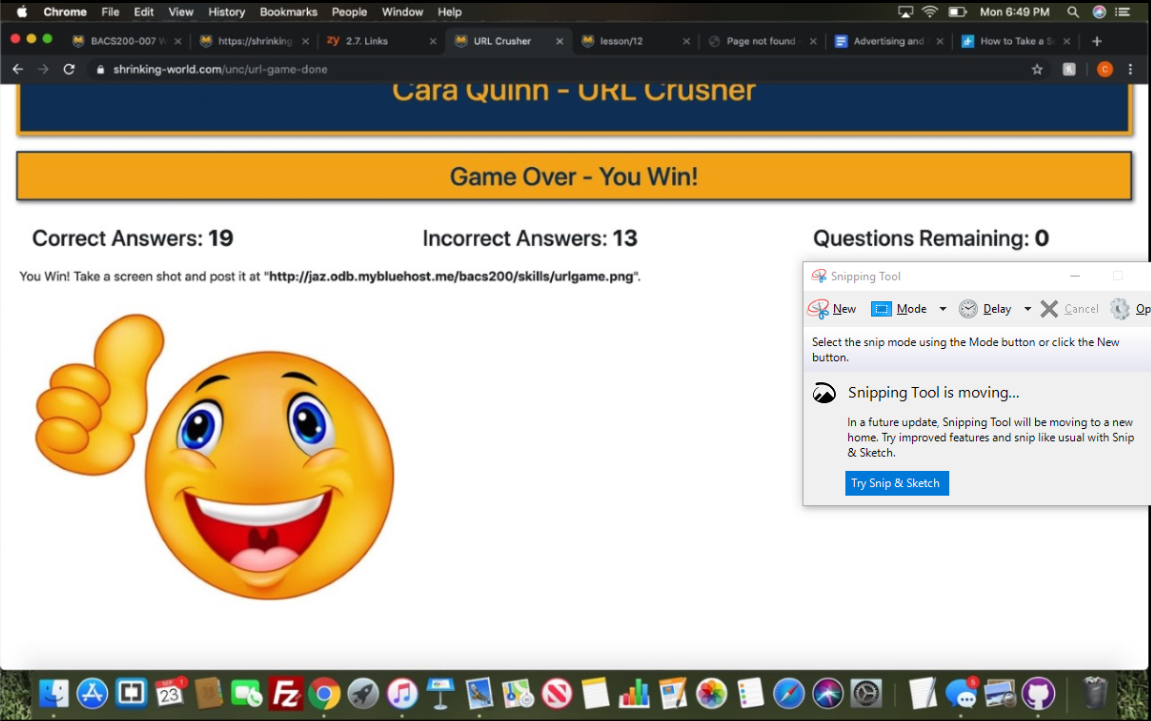 Chrome File Edit View History Bookmarks People Window Help Mon 6:49 PM
BACS200-007 W https://shrinking zy 2.7. Links URL Crusher lesson/12 Page not found Advertising and How to Take a Sc
shrinking-world.com/unc/url-game-done C
Cara Quinn - URL Crusher
Game Over - You Win!
Correct Answers: 19 Incorrect Answers: 13 Questions Remaining: 0
You Win! Take a screen shot and post it at "http://jaz.odb.mybluehost.me/bacs200/skills/urlgame.png".
Snipping Tool
New Mode Delay Cancel Op
Select the snip mode using the Mode button or click the New
button.
Snipping Tool is moving...
In a future update, Snipping Tool will be moving to a new
home. Try improved features and snip like usual with Snip
& Sketch.
Try Snip & Sketch
SEP 1
23 Fz